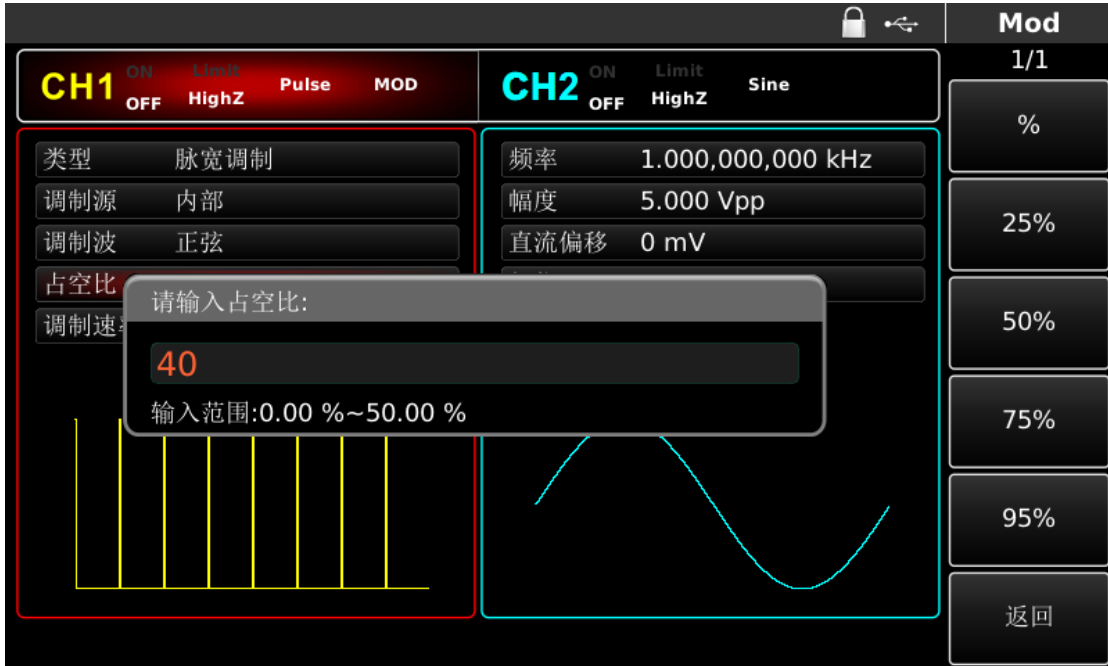 Mod
1/1
CH1 ON OFF Limit HighZ Pulse MOD
CH2 ON OFF Limit HighZ Sine
类型 脉宽调制
调制源 内部
调制波 正弦
占空比
调制速
频率 1.000,000,000 kHz
幅度 5.000 Vpp
直流偏移 0 mV
请输入占空比:
40
输入范围:0.00 %~50.00 %
%
25%
50%
75%
95%
返回